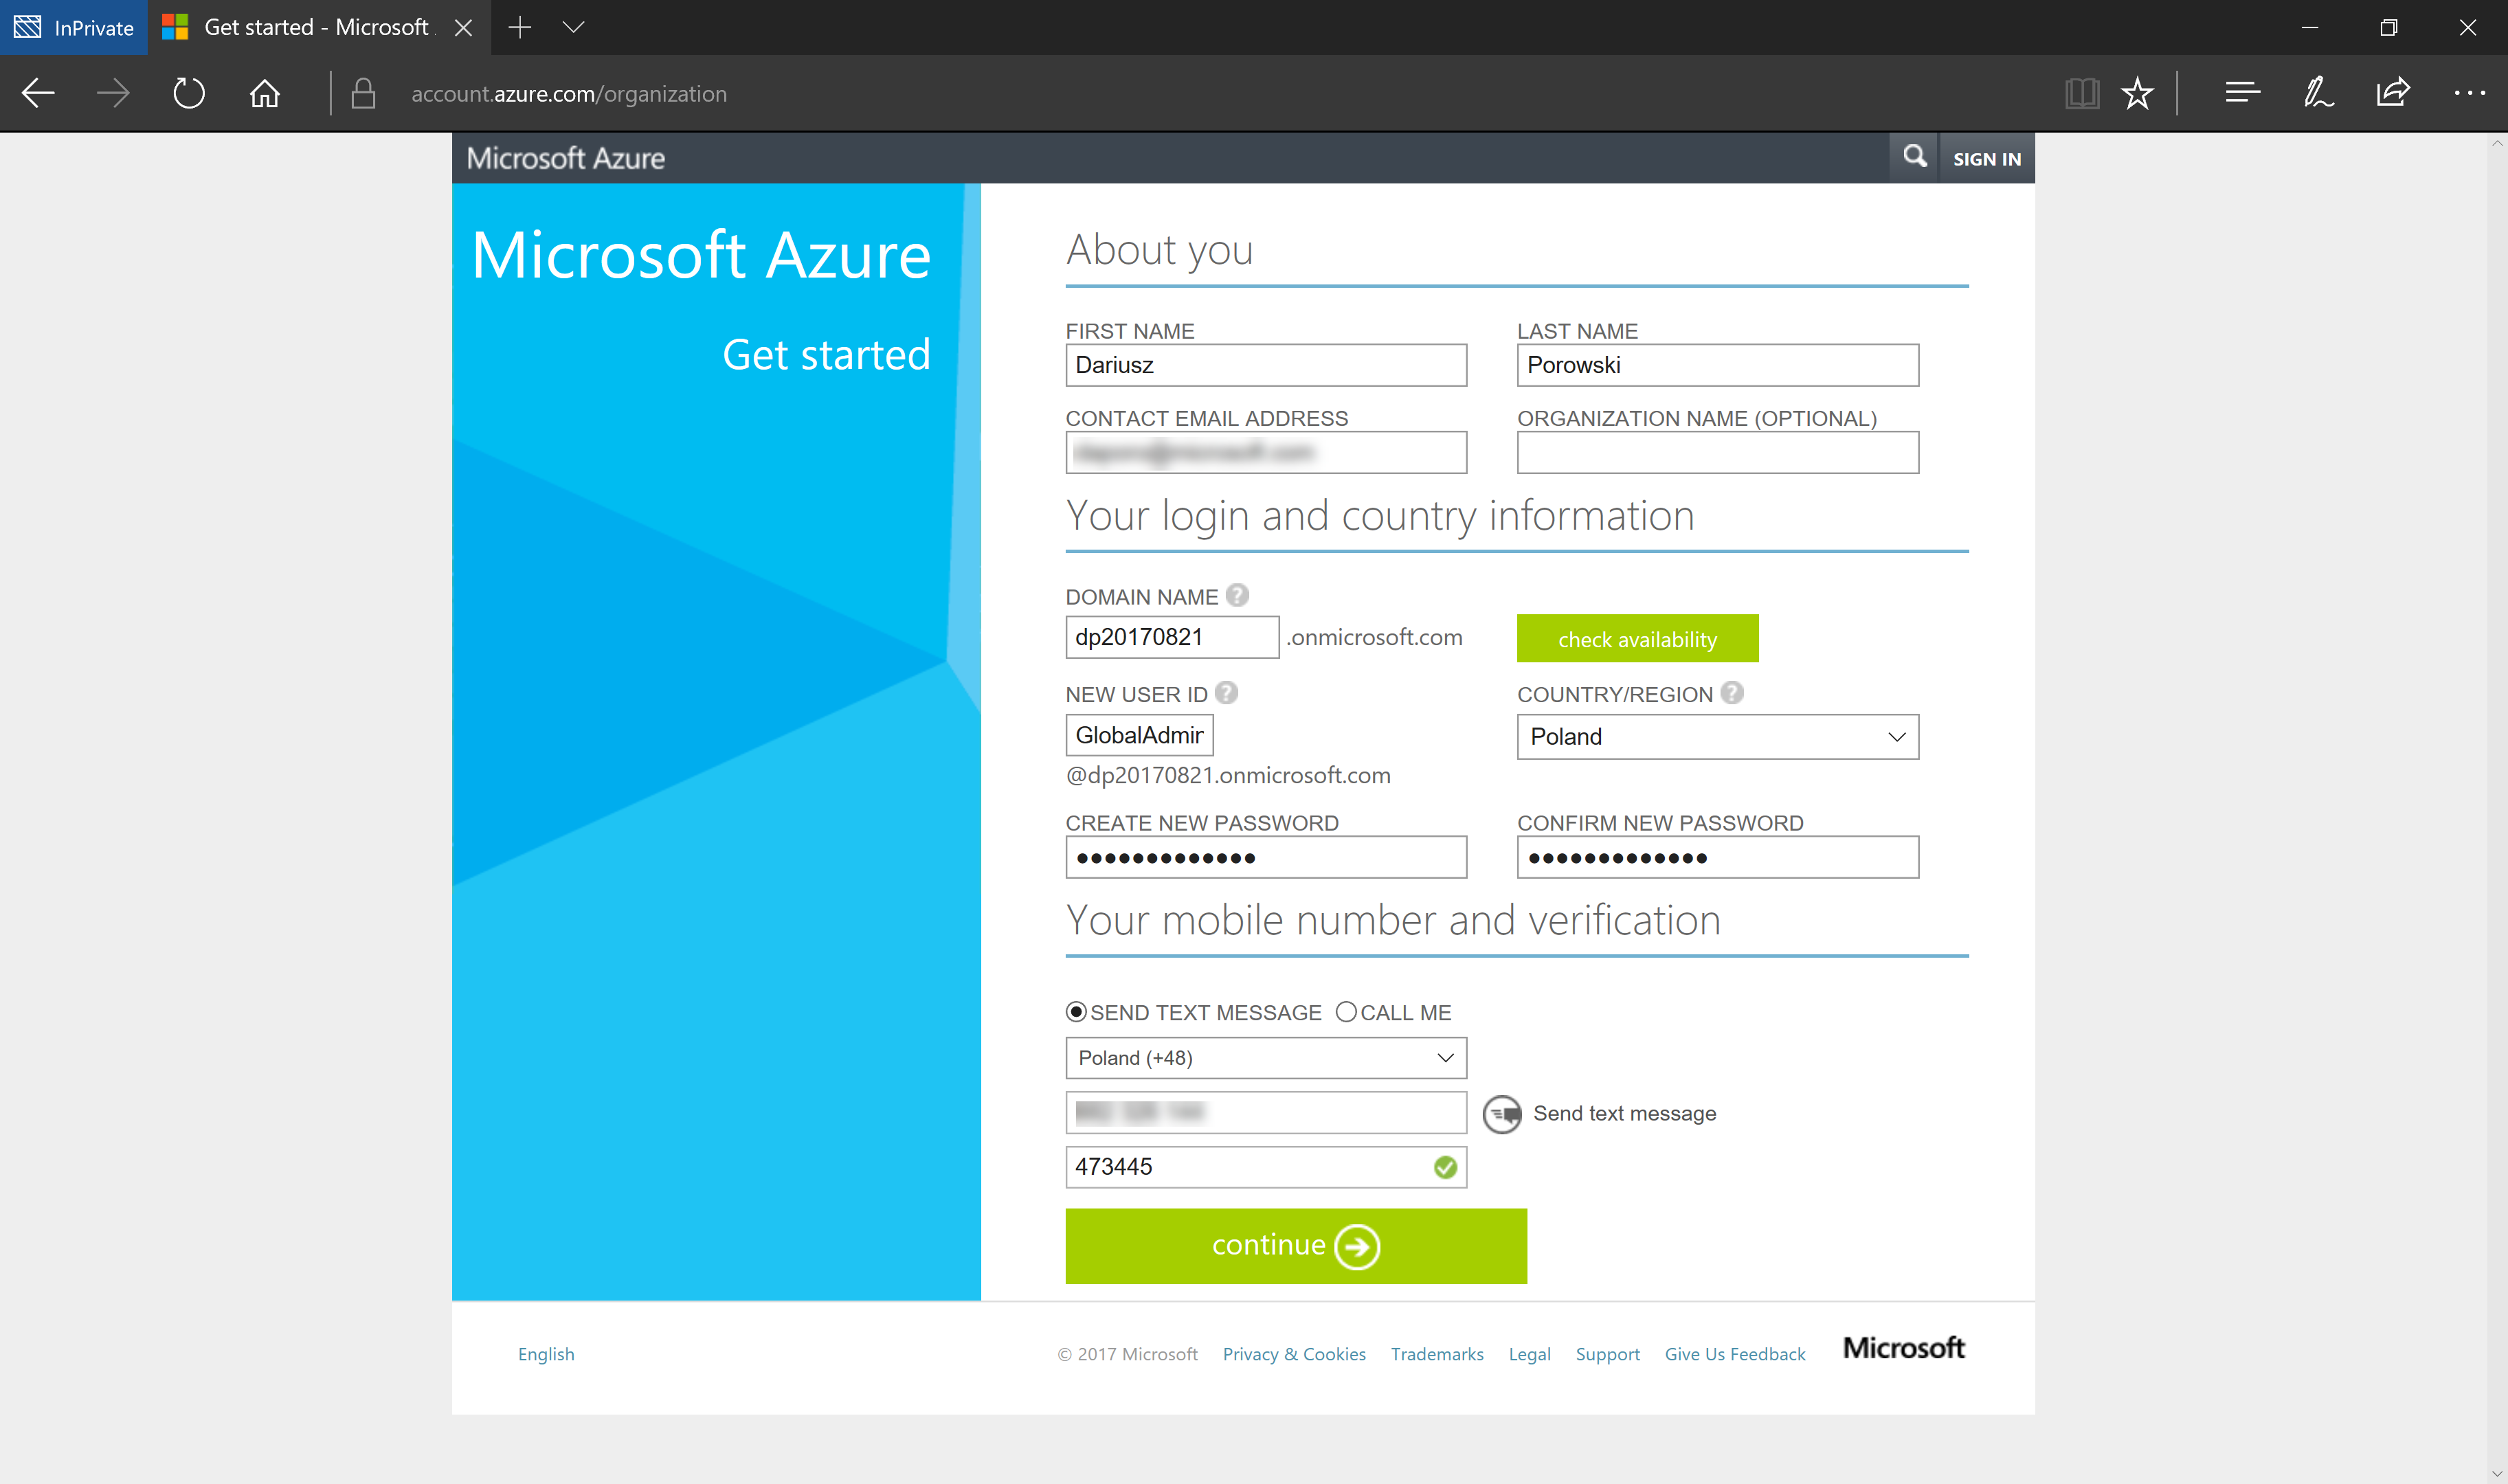 InPrivate
Get started - Microsoft
account.azure.com/organization
Microsoft Azure
SIGN IN
Microsoft Azure
Get started
About you
FIRST NAME
LAST NAME
Dariusz
Porowski
CONTACT EMAIL ADDRESS
ORGANIZATION NAME (OPTIONAL)
Your login and country information
DOMAIN NAME ?
dp20170821
.onmicrosoft.com
check availability
NEW USER ID ?
COUNTRY/REGION ?
GlobalAdmir
Poland
@dp20170821.onmicrosoft.com
CREATE NEW PASSWORD
CONFIRM NEW PASSWORD
Your mobile number and verification
SEND TEXT MESSAGE
CALL ME
Poland (+48)
Send text message
473445
continue
English
© 2017 Microsoft
Privacy & Cookies
Trademarks
Legal
Support
Give Us Feedback
Microsoft